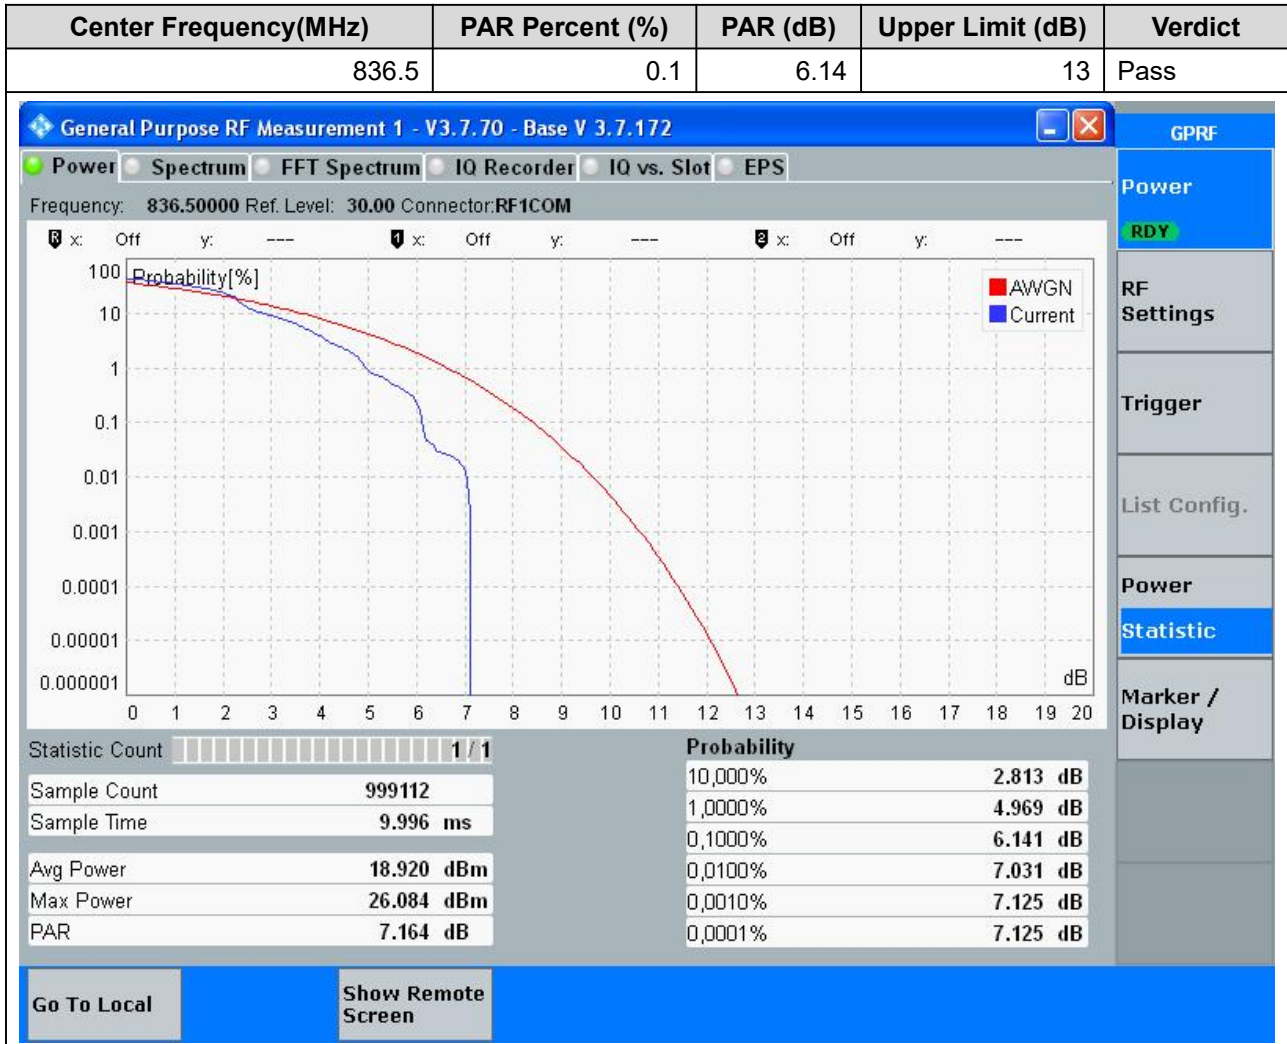 Center Frequency(MHz) PAR Percent (%) PAR (dB) Upper Limit (dB) Verdict
836.5 0.1 6.14 13 Pass
General Purpose RF Measurement 1 - V3.7.70 - Base V 3.7.172
GPRF
Power Spectrum FFT Spectrum IQ Recorder IQ vs. Slot EPS
Power
RDY
Frequency: 836.50000 Ref. Level: 30.00 Connector:RF1COM
R x: Off y: --- 1 x: Off y: --- 2 x: Off y: ---
Probability[%]
AWGN
Current
100
10
1
0.1
0.01
0.001
0.0001
0.00001
0.000001
dB
0 1 2 3 4 5 6 7 8 9 10 11 12 13 14 15 16 17 18 19 20
RF
Settings
Trigger
List Config.
Power
Statistic
Marker /
Display
Statistic Count 1 / 1
Sample Count 999112
Sample Time 9.996 ms
Avg Power 18.920 dBm
Max Power 26.084 dBm
PAR 7.164 dB
Probability
10,000% 2.813 dB
1,0000% 4.969 dB
0,1000% 6.141 dB
0,0100% 7.031 dB
0,0010% 7.125 dB
0,0001% 7.125 dB
Go To Local
Show Remote
Screen